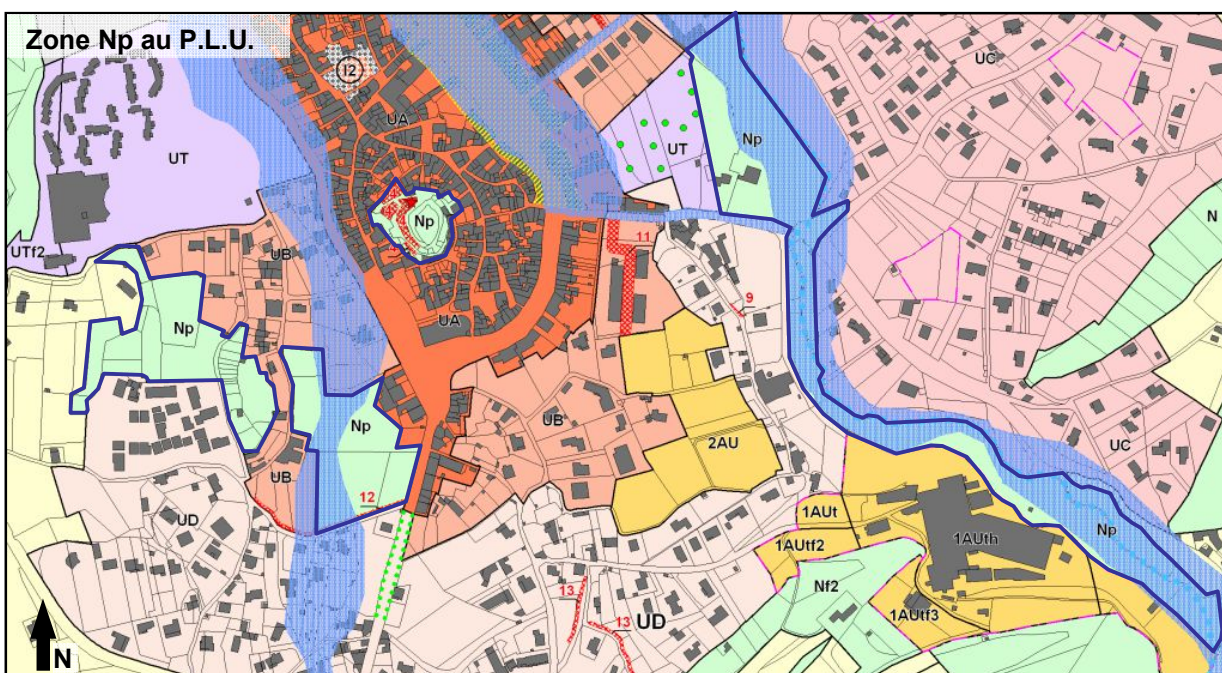 Zone Np au P.L.U.
I2
UC
UA
UT
Np
UT
Np
N
UTf2
UB
11
9
Np
UA
UB
2AU
UC
Np
UB
12
UD
1AUt
1AUth
Np
1AUtf2
Nf2
13
13
UD
1AUtf3
N